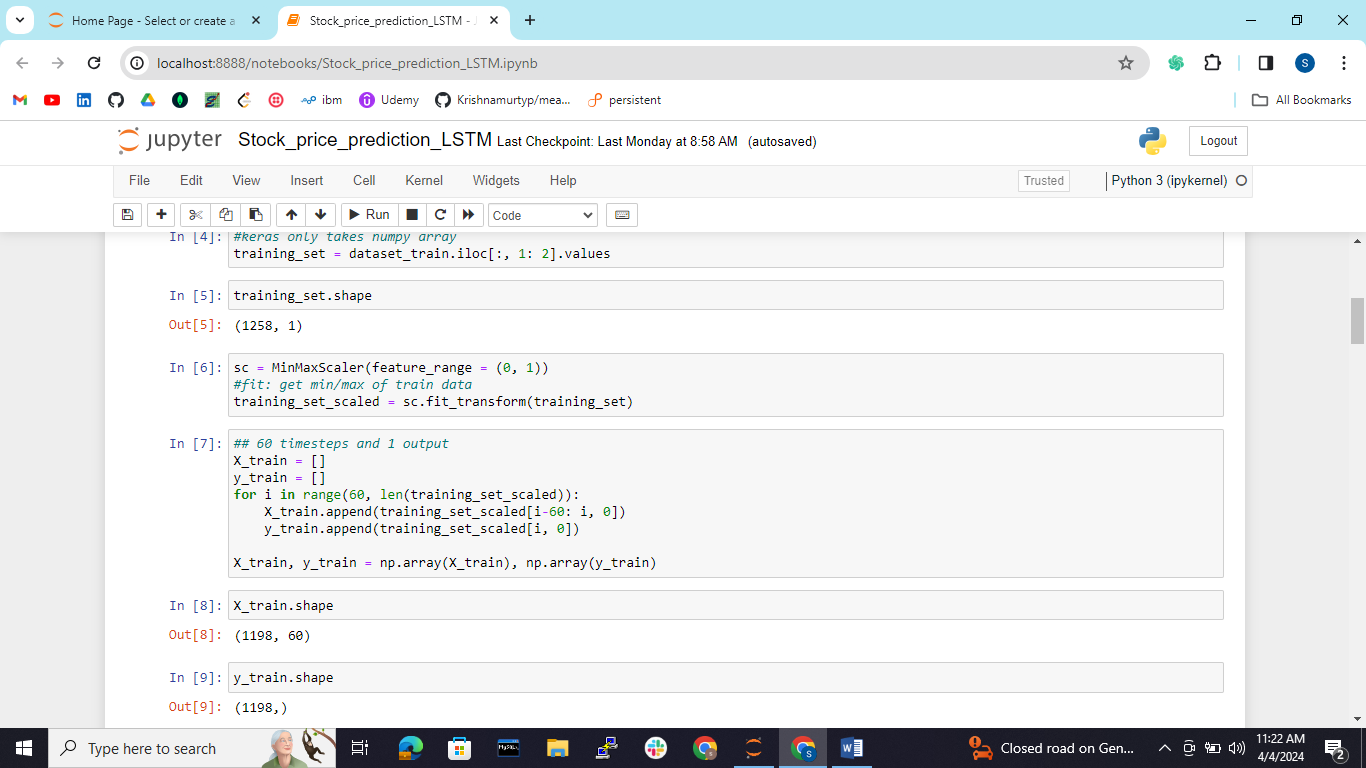 Home Page - Select or create a
Stock_price_prediction_LSTM - J
localhost:8888/notebooks/Stock_price_prediction_LSTM.ipynb
S
ibm
Udemy
Krishnamurtyp/mea...
persistent
All Bookmarks
jupyter
Stock_price_prediction_LSTM Last Checkpoint: Last Monday at 8:58 AM (autosaved)
Logout
File Edit View Insert Cell Kernel Widgets Help
Trusted
Python 3 (ipykernel)
Run
Code
In [4]: #keras only takes numpy array
training_set = dataset_train.iloc[:, 1: 2].values
In [5]: training_set.shape
Out[5]: (1258, 1)
In [6]: sc = MinMaxScaler(feature_range = (0, 1))
#fit: get min/max of train data
training_set_scaled = sc.fit_transform(training_set)
In [7]: ## 60 timesteps and 1 output
X_train = []
y_train = []
for i in range(60, len(training_set_scaled)):
    X_train.append(training_set_scaled[i-60: i, 0])
    y_train.append(training_set_scaled[i, 0])
X_train, y_train = np.array(X_train), np.array(y_train)
In [8]: X_train.shape
Out[8]: (1198, 60)
In [9]: y_train.shape
Out[9]: (1198,)
Type here to search
MySQL
S
W
Closed road on Gen...
11:22 AM
4/4/2024
2